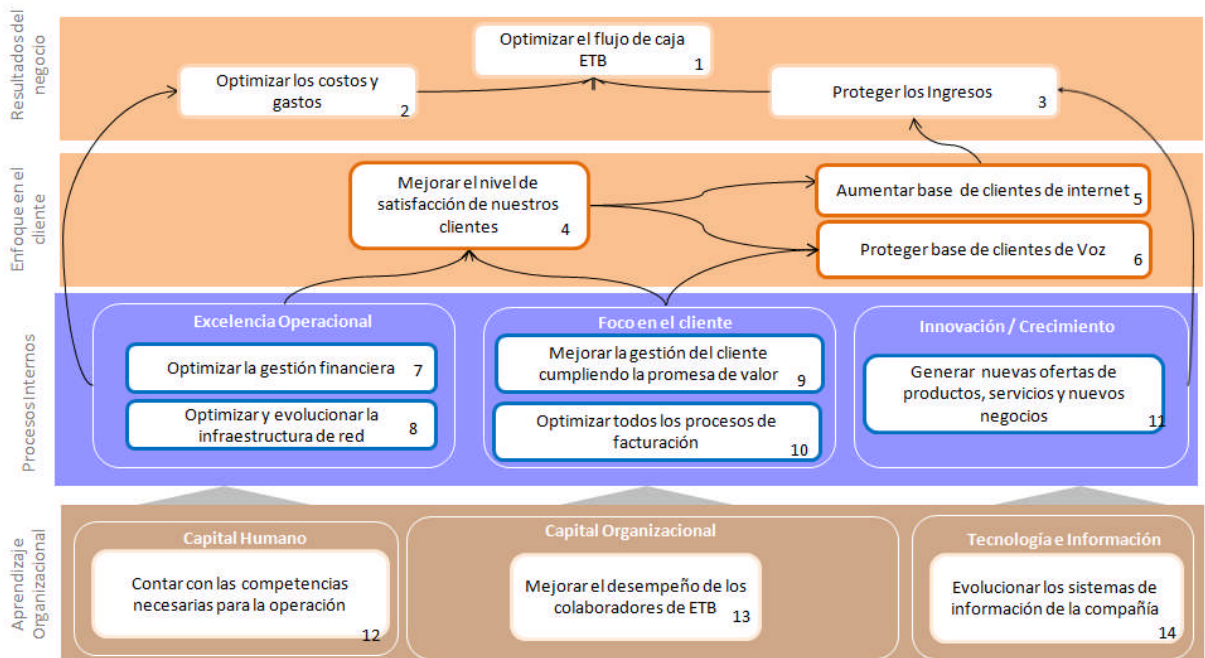 Resultados del
negocio
Optimizar el flujo de caja
ETB
1
Optimizar los costos y
gastos
2
Proteger los Ingresos
3
Enfoque en el
cliente
Mejorar el nivel de
satisfacción de nuestros
clientes
4
Aumentar base de clientes de internet
5
Proteger base de clientes de Voz
6
Procesos Internos
Excelencia Operacional
Optimizar la gestión financiera
7
Optimizar y evolucionar la
infraestructura de red
8
Foco en el cliente
Mejorar la gestión del cliente
cumpliendo la promesa de valor
9
Optimizar todos los procesos de
facturación
10
Innovación / Crecimiento
Generar nuevas ofertas de
productos, servicios y nuevos
negocios
11
Aprendizaje
Organizacional
Capital Humano
Contar con las competencias
necesarias para la operación
12
Capital Organizacional
Mejorar el desempeño de los
colaboradores de ETB
13
Tecnología e Información
Evolucionar los sistemas de
información de la compañía
14